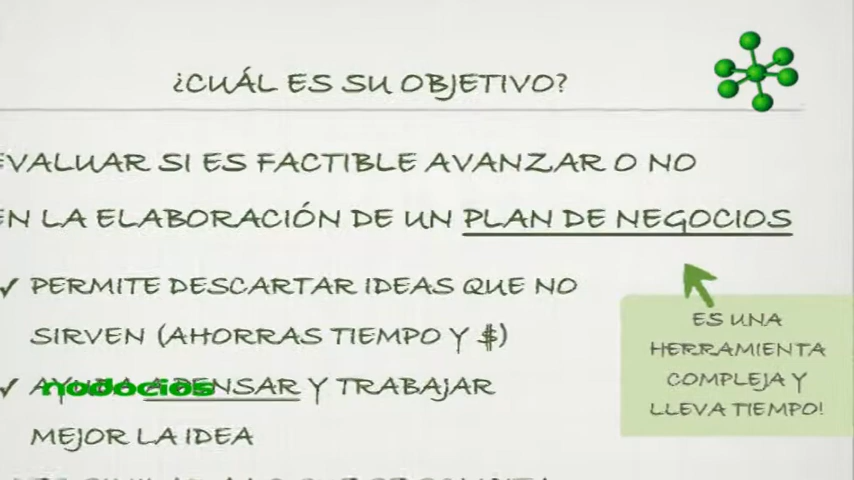 ¿CUÁL ES SU OBJETIVO?
EVALUAR SI ES FACTIBLE AVANZAR O NO
EN LA ELABORACIÓN DE UN PLAN DE NEGOCIOS
✓ PERMITE DESCARTAR IDEAS QUE NO
SIRVEN (AHORRAS TIEMPO Y $)
✓ AYUDA A PENSAR Y TRABAJAR
nodocios
MEJOR LA IDEA
ES UNA
HERRAMIENTA
COMPLEJA Y
LLEVA TIEMPO!